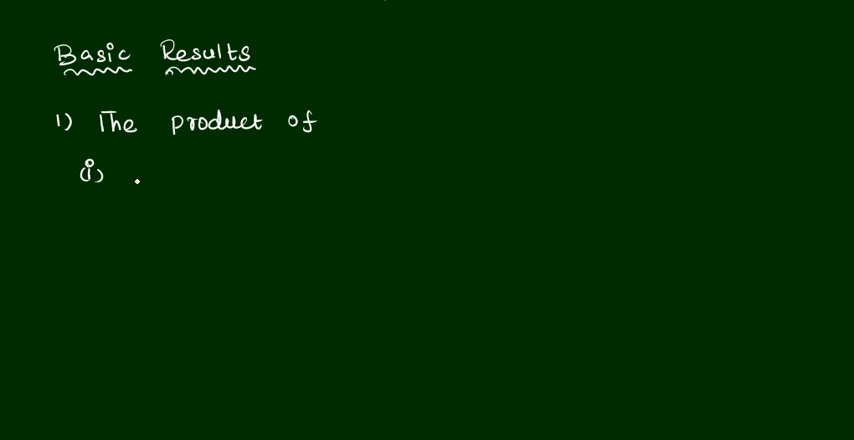 Basic Results
1) The product of
(i) .